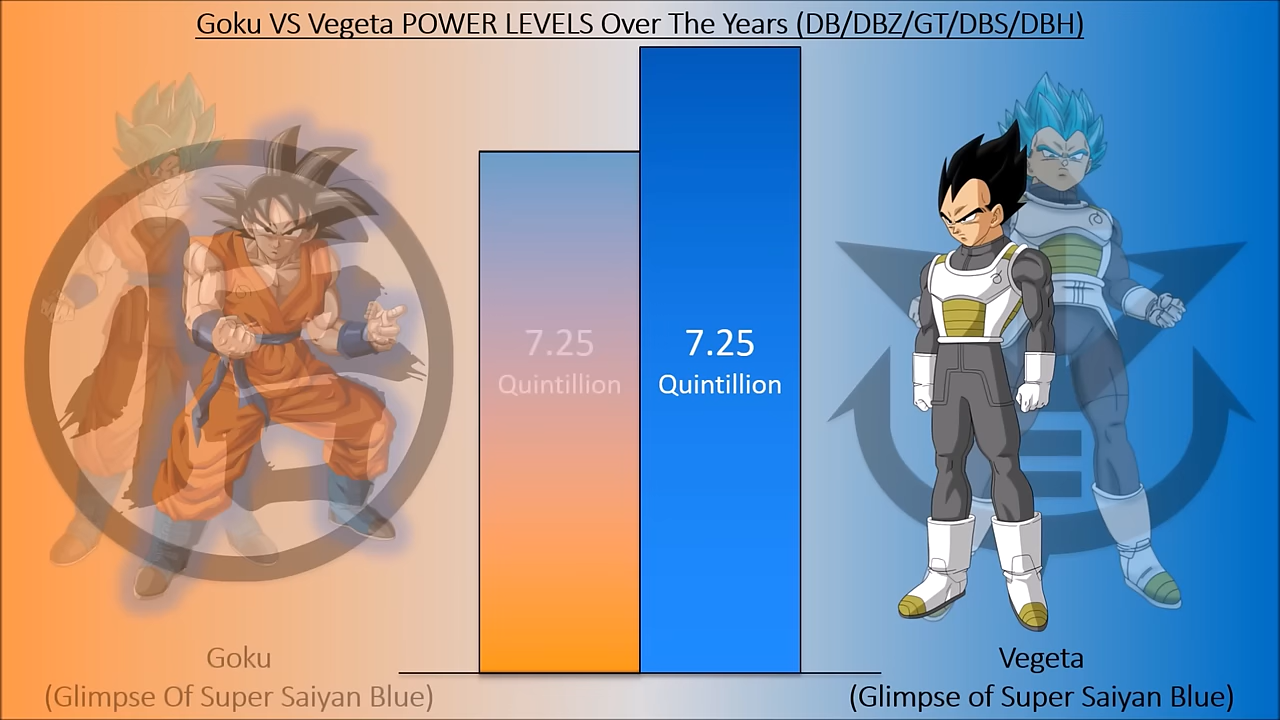 Goku VS Vegeta POWER LEVELS Over The Years (DB/DBZ/GT/DBS/DBH)
7.25
Quintillion
7.25
Quintillion
Goku
(Glimpse Of Super Saiyan Blue)
Vegeta
(Glimpse of Super Saiyan Blue)